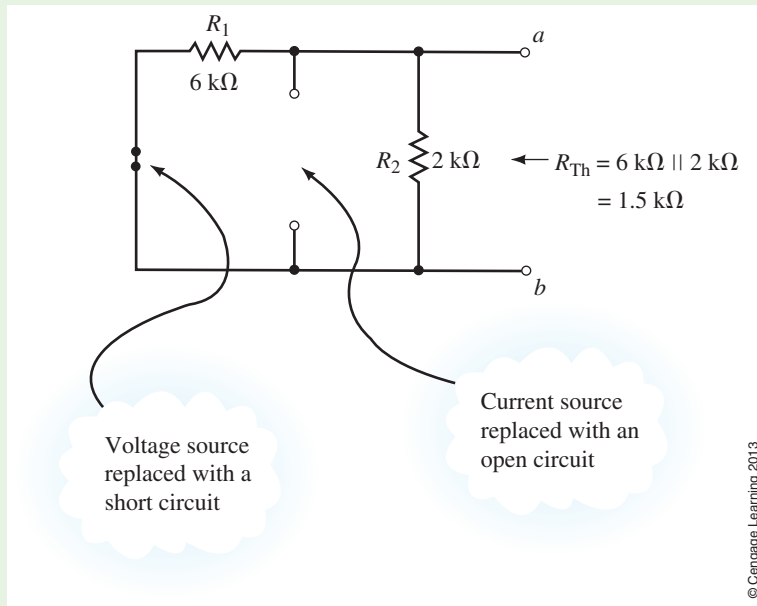 R1
a
6 kΩ
R2
2 kΩ
RTh = 6 kΩ || 2 kΩ
= 1.5 kΩ
b
Voltage source
replaced with a
short circuit
Current source
replaced with an
open circuit
© Cengage Learning 2013